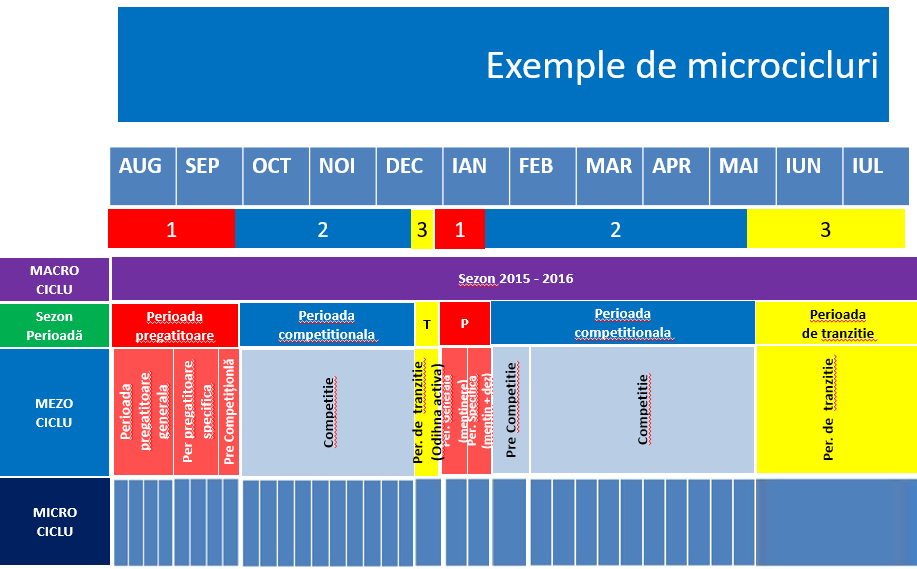 Exemple de microcicluri
AUG SEP OCT NOI DEC IAN FEB MAR APR MAI IUN IUL
1 2 3 1 2 3
MACRO
CICLU
Sezon 2015 - 2016
Sezon
Perioadă
Perioada
pregatitoare
Perioada
competitionala
T
P
Perioada
competitionala
Perioada
de tranzitie
MEZO
CICLU
Perioada
pregatitoare
generala
Per pregatitoare
specifica
Pre Competiționlă
Competitie
Per. de tranzitie
(Odihna activa)
(mentinere)
Per. Specifica
(mentin + dez)
Pre Competitie
Competitie
Per. de tranzitie
MICRO
CICLU